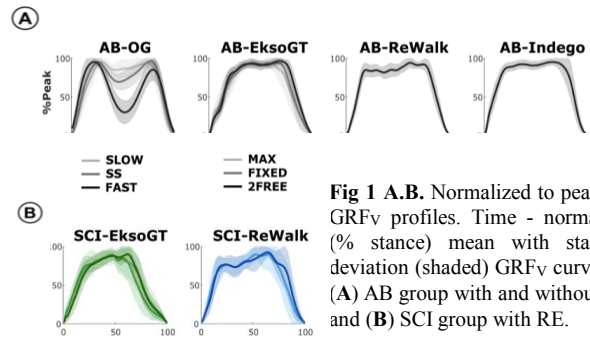 A
AB-OG AB-EksoGT AB-ReWalk AB-Indego
%Peak
100 100 100 100
50 50 50 50
SLOW MAX
SS FIXED
FAST 2FREE
B
SCI-EksoGT SCI-ReWalk
00 100
50 50
0 0
0 50 100 0 50 100
Fig 1 A.B. Normalized to pea
GRFV profiles. Time - norma
(% stance) mean with sta
deviation (shaded) GRFV curv
(A) AB group with and withou
and (B) SCI group with RE.